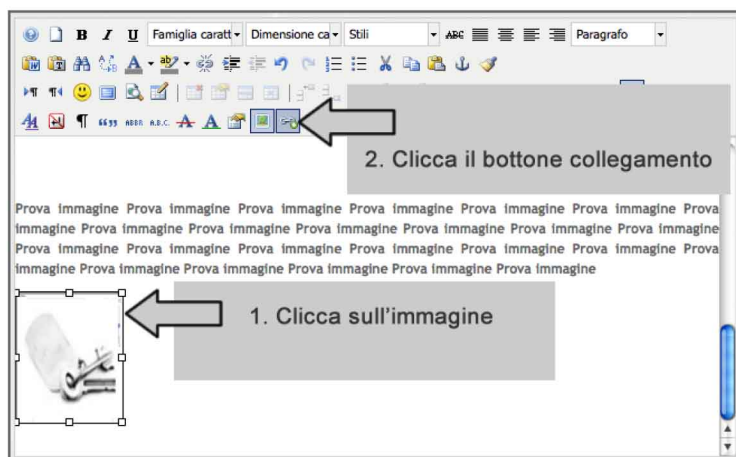 B I U Famiglia caratt Dimensione ca Stili ABC Paragrafo
ABBR A.B.C. A A
2. Clicca il bottone collegamento
Prova immagine Prova immagine Prova immagine Prova immagine Prova immagine Prova immagine Prova
immagine Prova immagine Prova immagine Prova immagine Prova immagine Prova immagine Prova immagine
Prova immagine Prova immagine Prova immagine Prova immagine Prova immagine Prova immagine Prova
immagine Prova immagine Prova immagine Prova immagine Prova immagine Prova immagine
1. Clicca sull'immagine